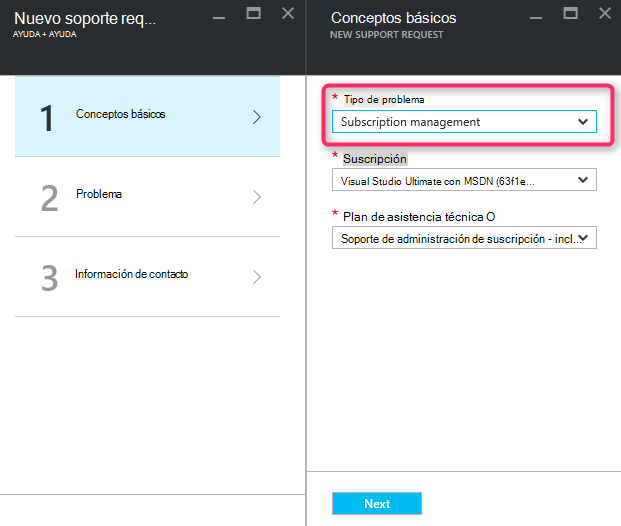 Nuevo soporte req...
AYUDA + AYUDA
1
Conceptos básicos
2
Problema
3
Información de contacto
Conceptos básicos
NEW SUPPORT REQUEST
* Tipo de problema
Subscription management
* Suscripción
Visual Studio Ultimate con MSDN (63f1e...
* Plan de asistencia técnica O
Soporte de administración de suscripción - incl...
Next